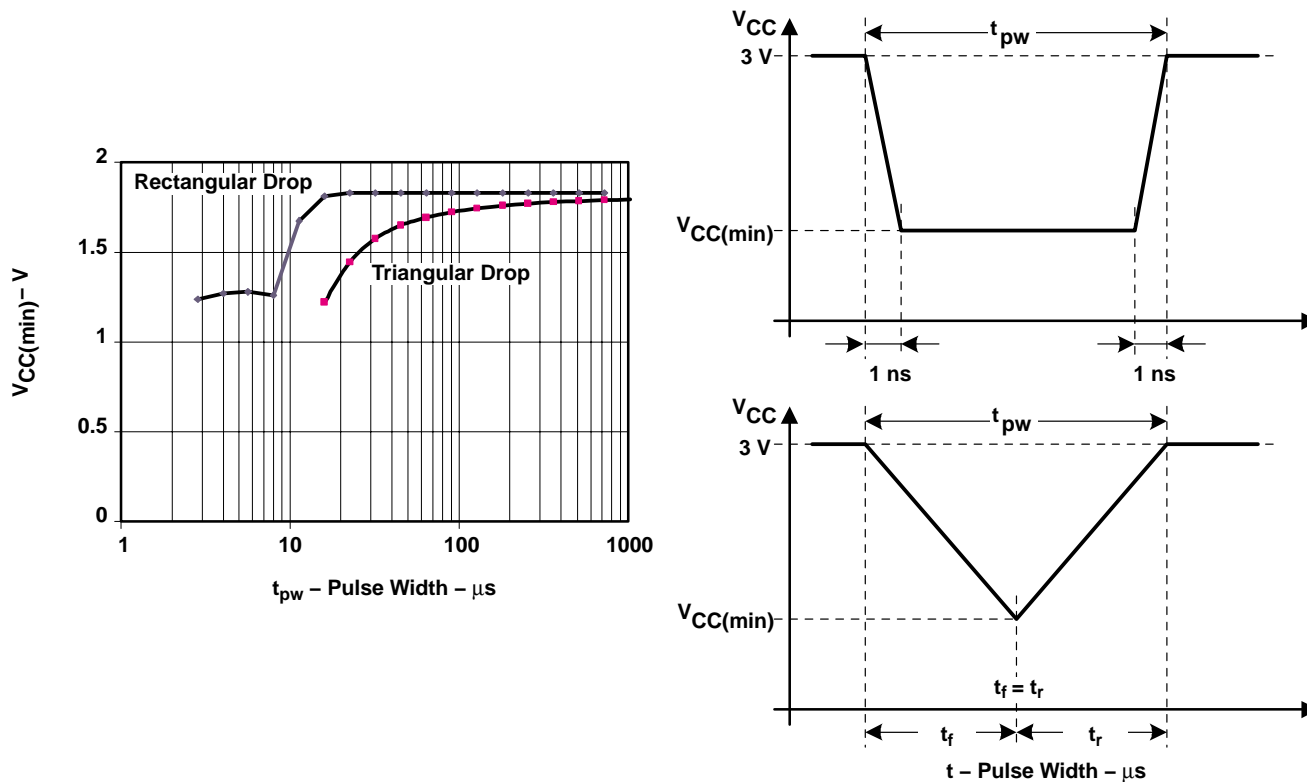 2
1.5
1
0.5
0
VCC(min) – V
Rectangular Drop
Triangular Drop
1
10
100
1000
tpw – Pulse Width – μs
VCC
3 V
VCC(min)
tpw
1 ns
1 ns
VCC
3 V
VCC(min)
tpw
tf = tr
tf
tr
t – Pulse Width – μs